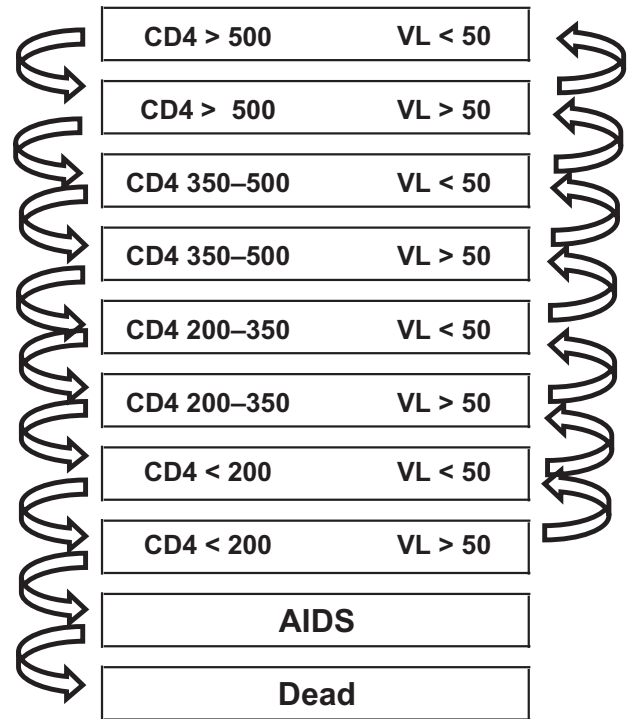 CD4 > 500 VL < 50
CD4 > 500 VL > 50
CD4 350–500 VL < 50
CD4 350–500 VL > 50
CD4 200–350 VL < 50
CD4 200–350 VL > 50
CD4 < 200 VL < 50
CD4 < 200 VL > 50
AIDS
Dead